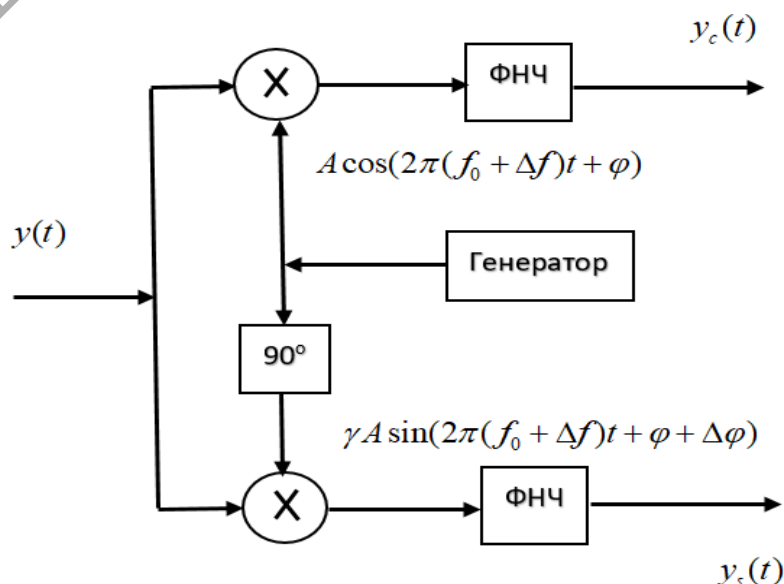 y_c(t)
X
ФНЧ
A cos(2π(f_0 + Δf)t + φ)
y(t)
Генератор
90°
γA sin(2π(f_0 + Δf)t + φ + Δφ)
X
ФНЧ
y_s(t)